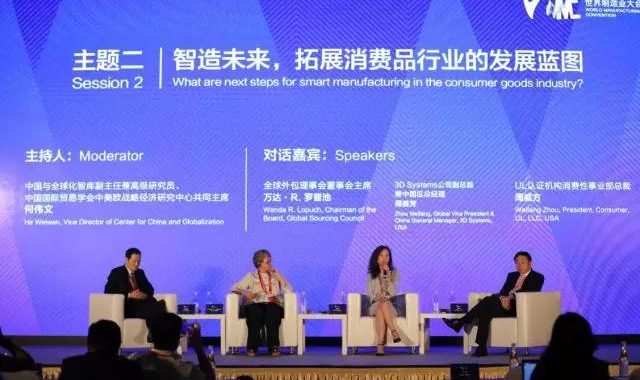 世界制造业大会
WORLD MANUFACTURING
CONVENTION
主题二
Session 2
智造未来，拓展消费品行业的发展蓝图
What are next steps for smart manufacturing in the consumer goods industry?
主持人：Moderator
中国与全球化智库副主任兼高级研究员、
中国国际贸易学会中美欧战略经济研究中心共同主席
何伟文
He Weiwen, Vice Director of Center for China and Globalization
对话嘉宾：Speakers
全球外包理事会董事会主席
万达·R. 罗普池
Wanda R. Lopuch, Chairman of the
Board, Global Sourcing Council
3D Systems公司副总裁
兼中国区总经理
Zhou Meifang, Global Vice President &
China General Manager, 3D Systems,
USA
UL认证机构消费性事业部总裁
周威方
Waifang Zhou, President, Consumer,
UL, LLC, USA